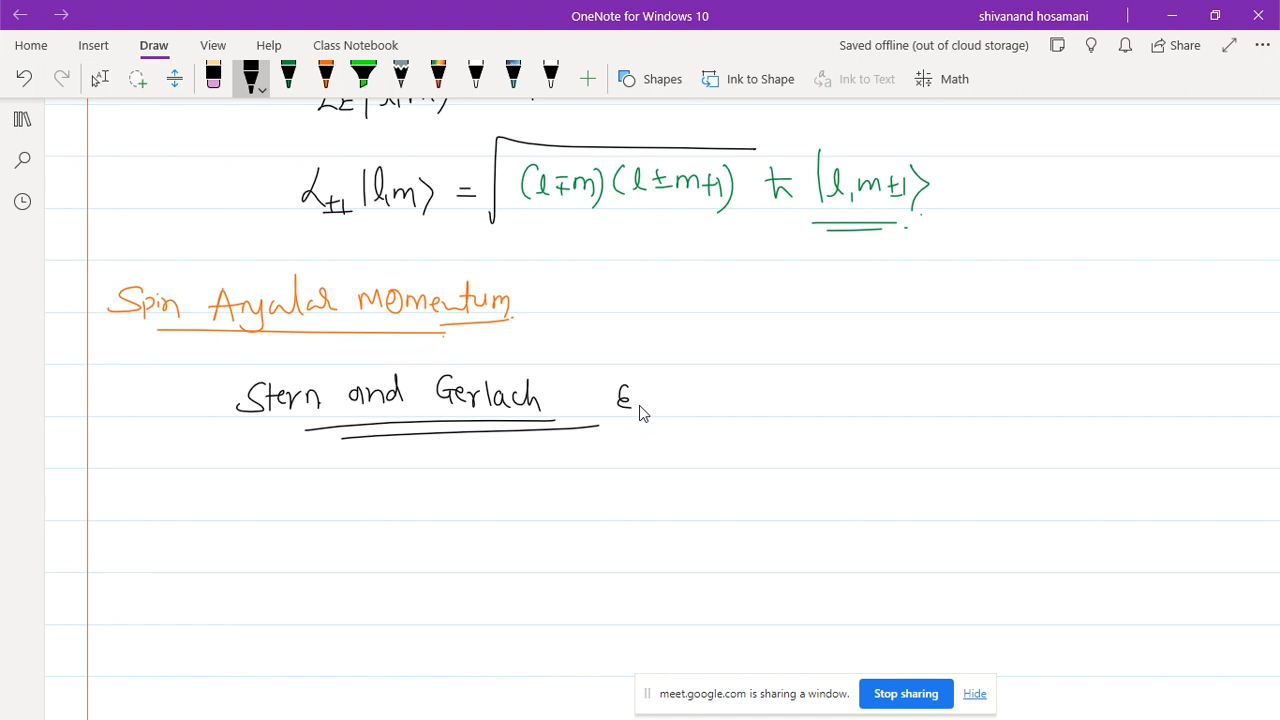 OneNote for Windows 10
shivanand hosamani
Home Insert Draw View Help Class Notebook
Saved offline (out of cloud storage)
Share
Shapes Ink to Shape Ink to Text Math
L±1 |l,m⟩ = √(l∓m)(l±m+1) ħ |l,m±1⟩
Spin Angular Momentum
Stern and Gerlach E
meet.google.com is sharing a window. Stop sharing Hide